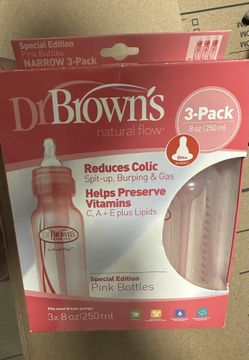 Special Edition
Pink Bottles
NARROW 3-Pack
Dr Brown's
natural flow
3-Pack
8 oz | 250 ml
0m+
Reduces Colic
Spit-up, Burping & Gas
Helps Preserve
Vitamins
C, A + E plus Lipids
Dr Brown's
Special Edition
Pink Bottles
3x 8 oz | 250 ml